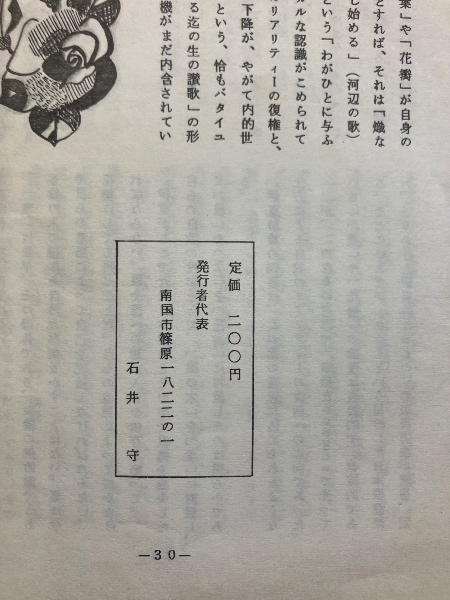 葉」や「花瓣」が自身の
とすれば、それは「熾な
し始める」（河辺の歌）
という「わがひとに与ふ
ルな認識がこめられて
リアリティーの復権と、
下降が、やがて内的世
という、恰もバタイユ
る迄の生の讃歌」の形
機がまだ内含されてい
定価　二〇〇円
発行者代表
南国市篠原一八二二の一
石井　守
—30—